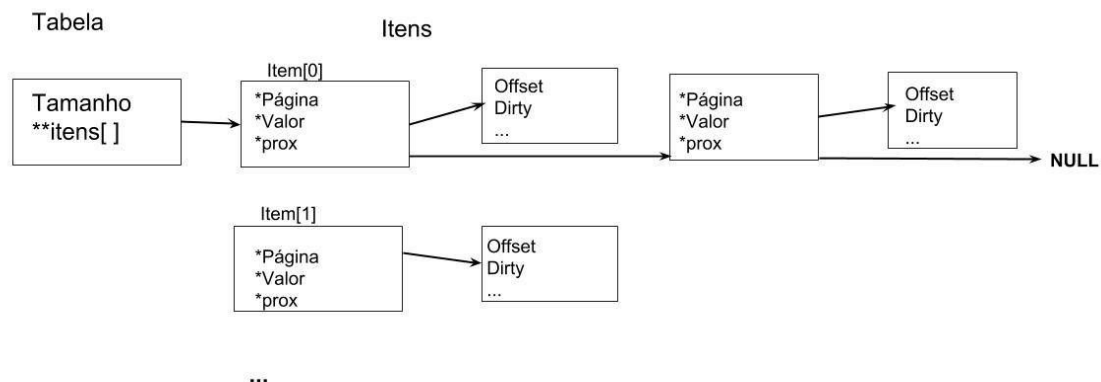 Tabela
Itens
Tamanho
**itens[ ]
Item[0]
*Página
*Valor
*prox
Offset
Dirty
...
*Página
*Valor
*prox
Offset
Dirty
...
NULL
Item[1]
*Página
*Valor
*prox
Offset
Dirty
...
...